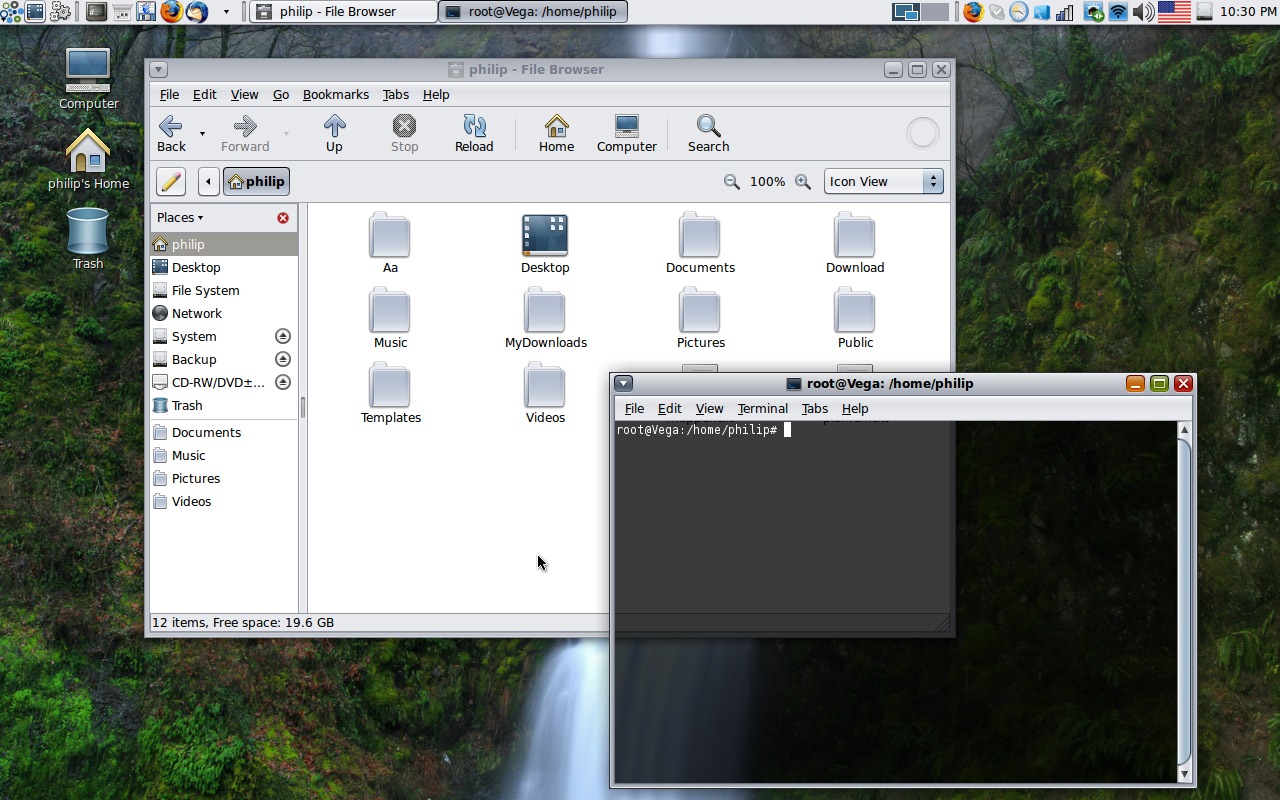 philip - File Browser
root@Vega: /home/philip
10:30 PM
Computer
philip's Home
Trash
philip - File Browser
File Edit View Go Bookmarks Tabs Help
Back Forward Up Stop Reload Home Computer Search
philip 100% Icon View
Places
philip
Desktop
File System
Network
System
Backup
CD-RW/DVD±...
Trash
Documents
Music
Pictures
Videos
Aa Desktop Documents Download
Music MyDownloads Pictures Public
Templates Videos
12 items, Free space: 19.6 GB
root@Vega: /home/philip
File Edit View Terminal Tabs Help
root@Vega:/home/philip#